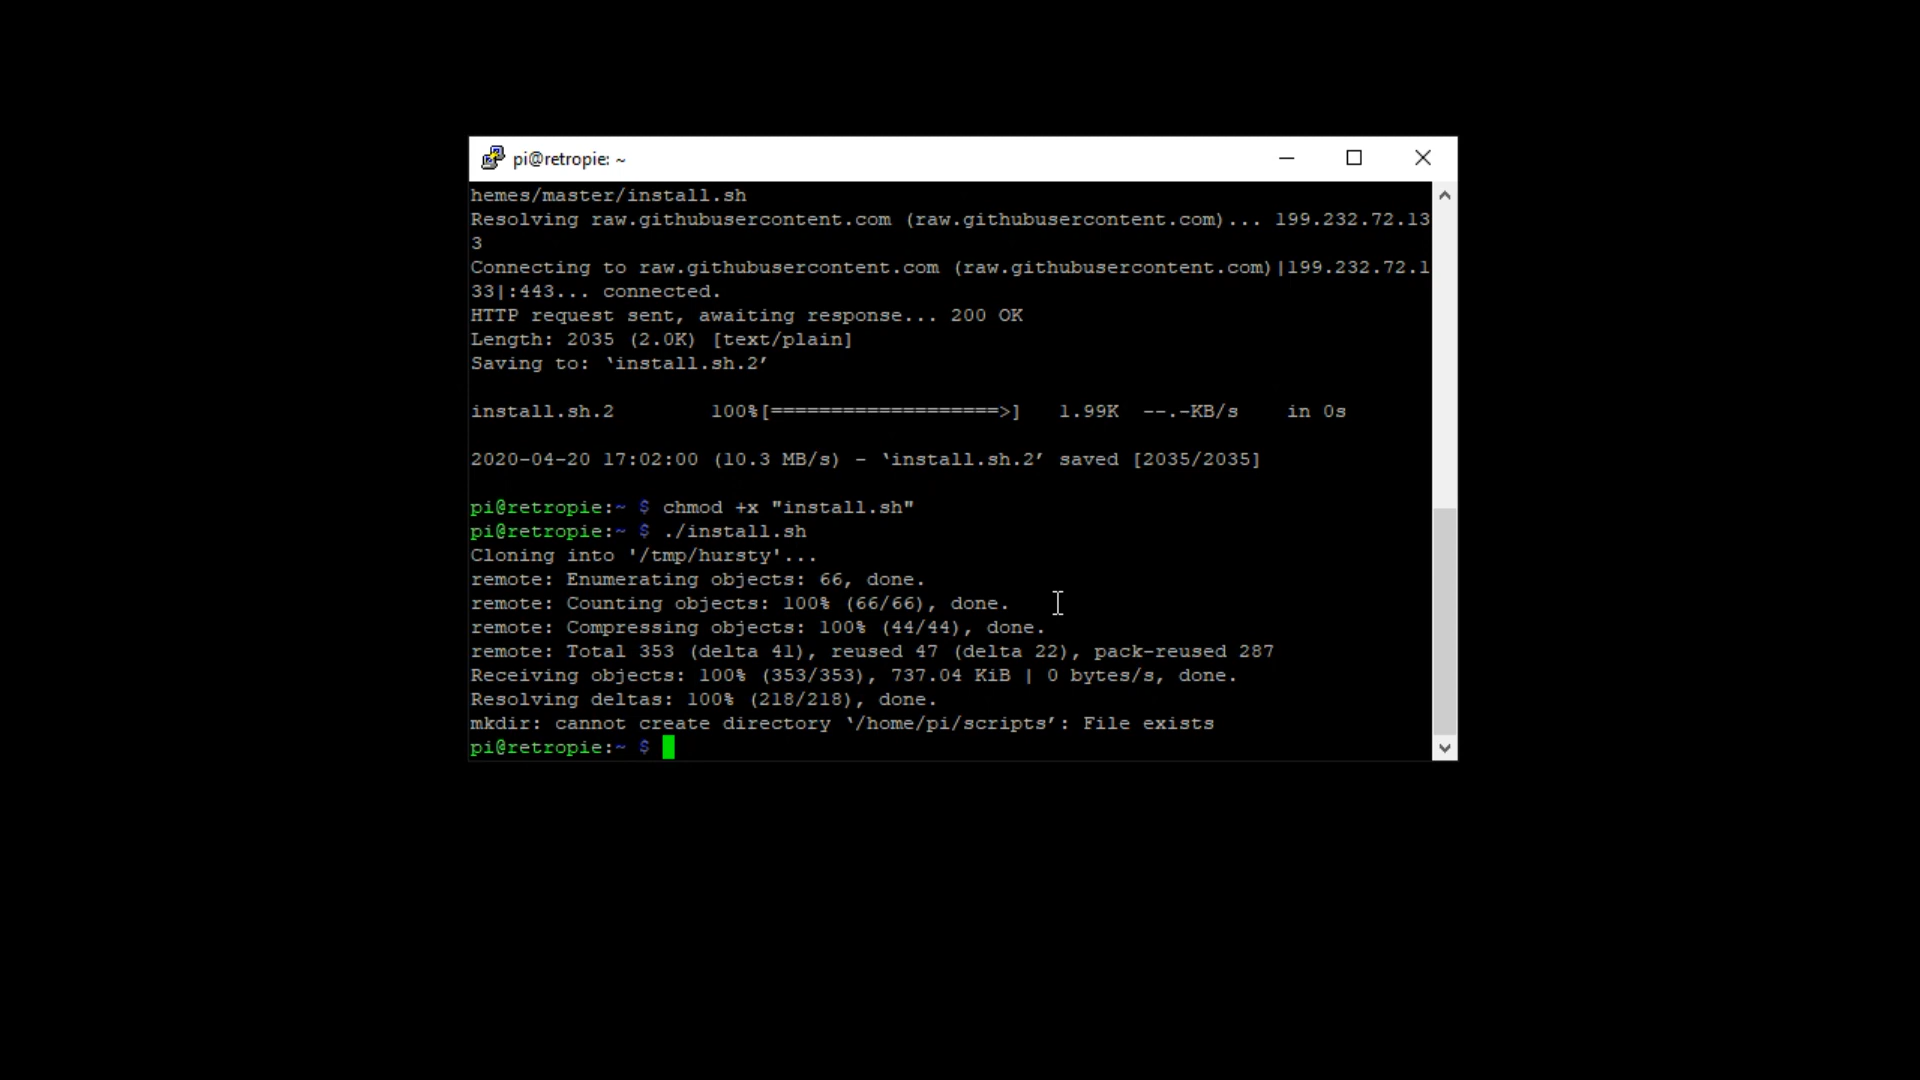 pi@retropie: ~
hemes/master/install.sh
Resolving raw.githubusercontent.com (raw.githubusercontent.com)... 199.232.72.13
3
Connecting to raw.githubusercontent.com (raw.githubusercontent.com)|199.232.72.1
33|:443... connected.
HTTP request sent, awaiting response... 200 OK
Length: 2035 (2.0K) [text/plain]
Saving to: ‘install.sh.2’
install.sh.2        100%[===================>]   1.99K  --.-KB/s    in 0s
2020-04-20 17:02:00 (10.3 MB/s) - ‘install.sh.2’ saved [2035/2035]
pi@retropie:~ $ chmod +x "install.sh"
pi@retropie:~ $ ./install.sh
Cloning into '/tmp/hursty'...
remote: Enumerating objects: 66, done.
remote: Counting objects: 100% (66/66), done.
remote: Compressing objects: 100% (44/44), done.
remote: Total 353 (delta 41), reused 47 (delta 22), pack-reused 287
Receiving objects: 100% (353/353), 737.04 KiB | 0 bytes/s, done.
Resolving deltas: 100% (218/218), done.
mkdir: cannot create directory ‘/home/pi/scripts’: File exists
pi@retropie:~ $